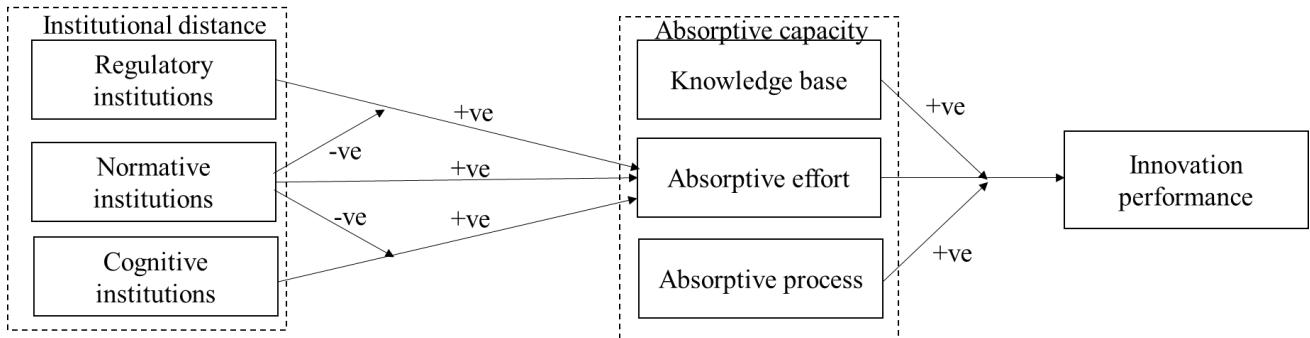 Institutional distance
Regulatory
institutions
Normative
institutions
Cognitive
institutions
+ve
-ve
+ve
-ve
+ve
Absorptive capacity
Knowledge base
Absorptive effort
Absorptive process
+ve
+ve
Innovation
performance